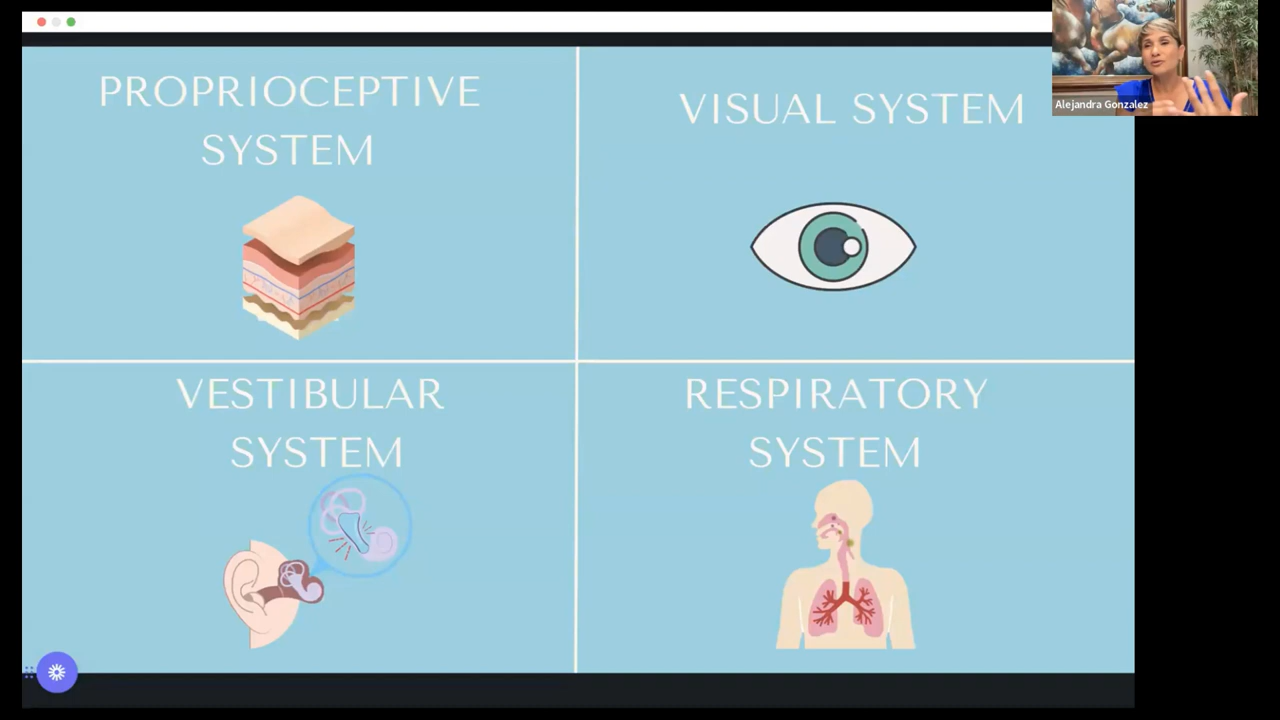 PROPRIOCEPTIVE
SYSTEM
VISUAL SYSTEM
VESTIBULAR
SYSTEM
RESPIRATORY
SYSTEM
Alejandra Gonzalez